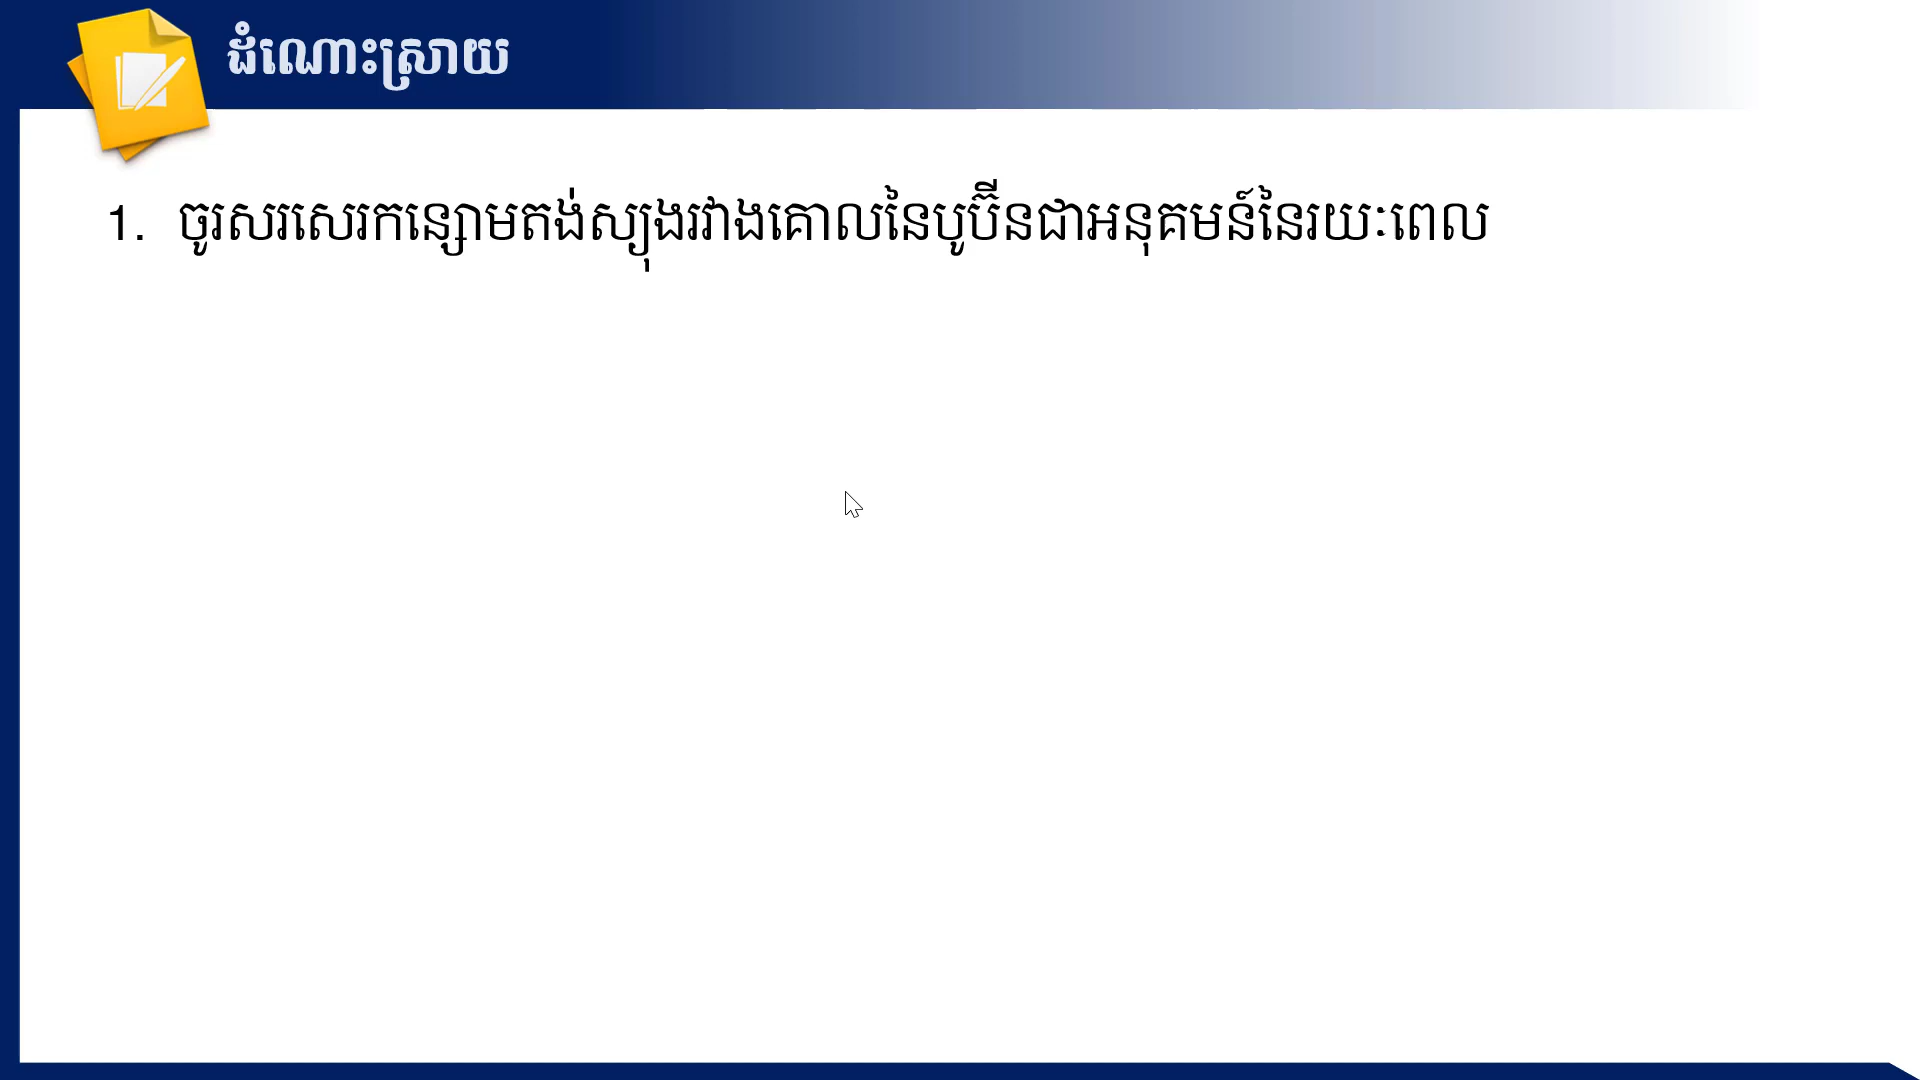 ដំណោះស្រាយ
1. ចូរសរសេរកន្សោមតង់ស្យុងរវាងគោលនៃបូប៊ីនជាអនុគមន៍នៃរយៈពេល